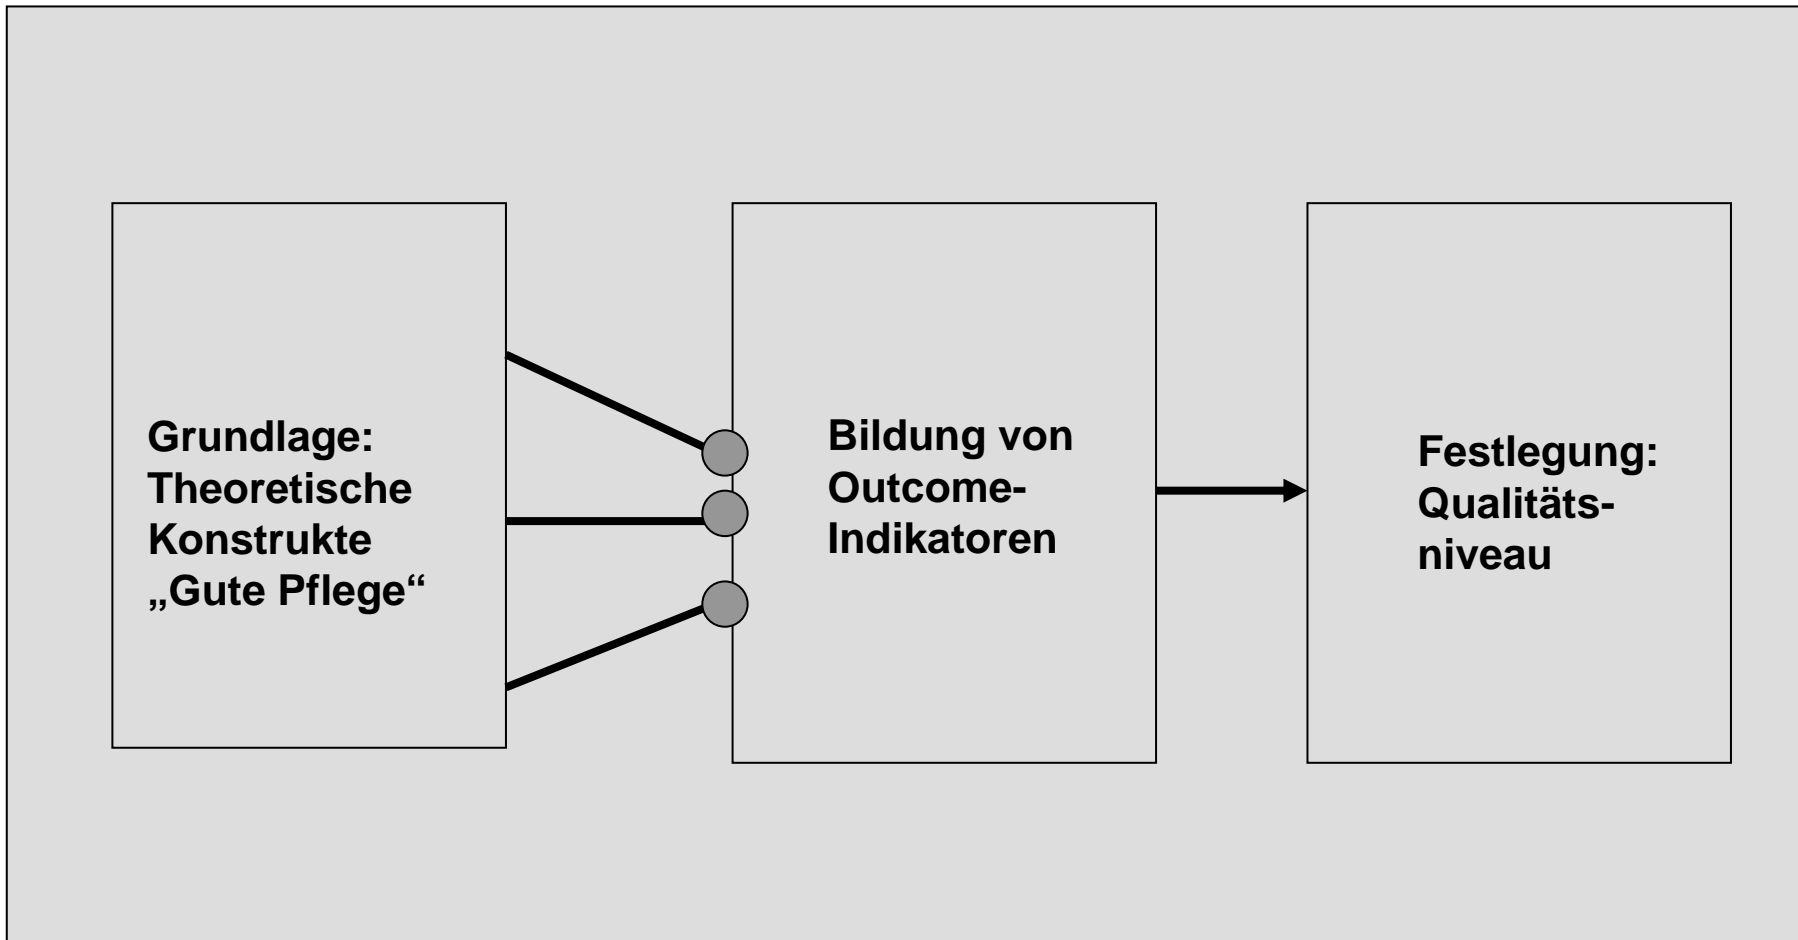 Grundlage:
Theoretische
Konstrukte
„Gute Pflege“
Bildung von
Outcome-
Indikatoren
Festlegung:
Qualitäts-
niveau